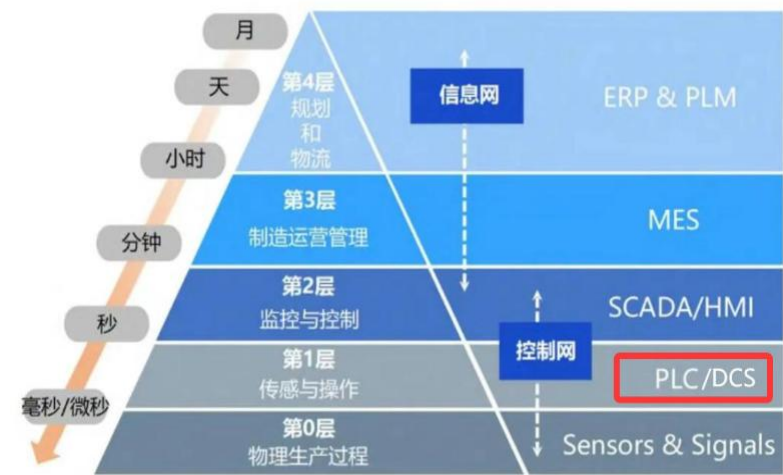 月
天
小时
分钟
秒
毫秒/微秒
第4层
规划
和
物流
信息网
ERP & PLM
第3层
制造运营管理
MES
第2层
监控与控制
SCADA/HMI
控制网
第1层
传感与操作
PLC/DCS
第0层
物理生产过程
Sensors & Signals